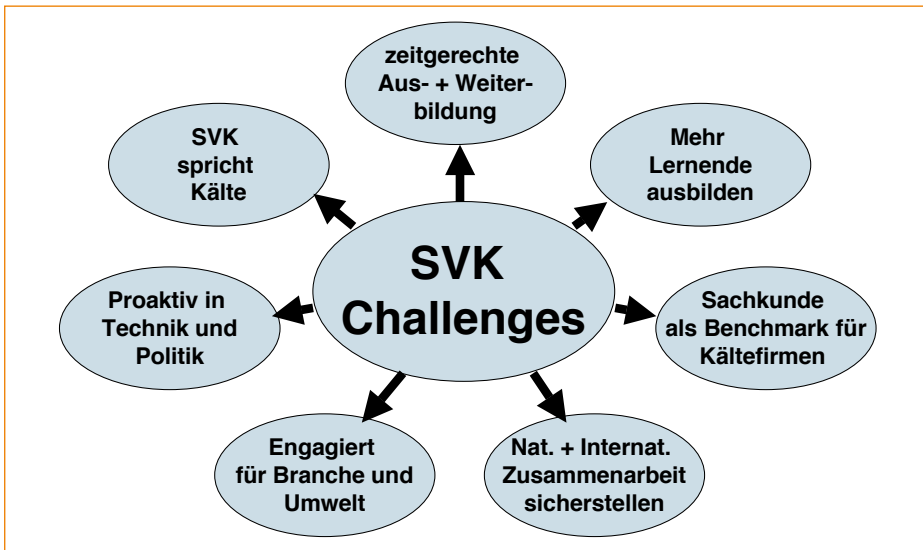 zeitgerechte
Aus- + Weiter-
bildung
SVK
spricht
Kälte
Mehr
Lernende
ausbilden
SVK
Challenges
Proaktiv in
Technik und
Politik
Sachkunde
als Benchmark für
Kältefirmen
Engagiert
für Branche und
Umwelt
Nat. + Internat.
Zusammenarbeit
sicherstellen